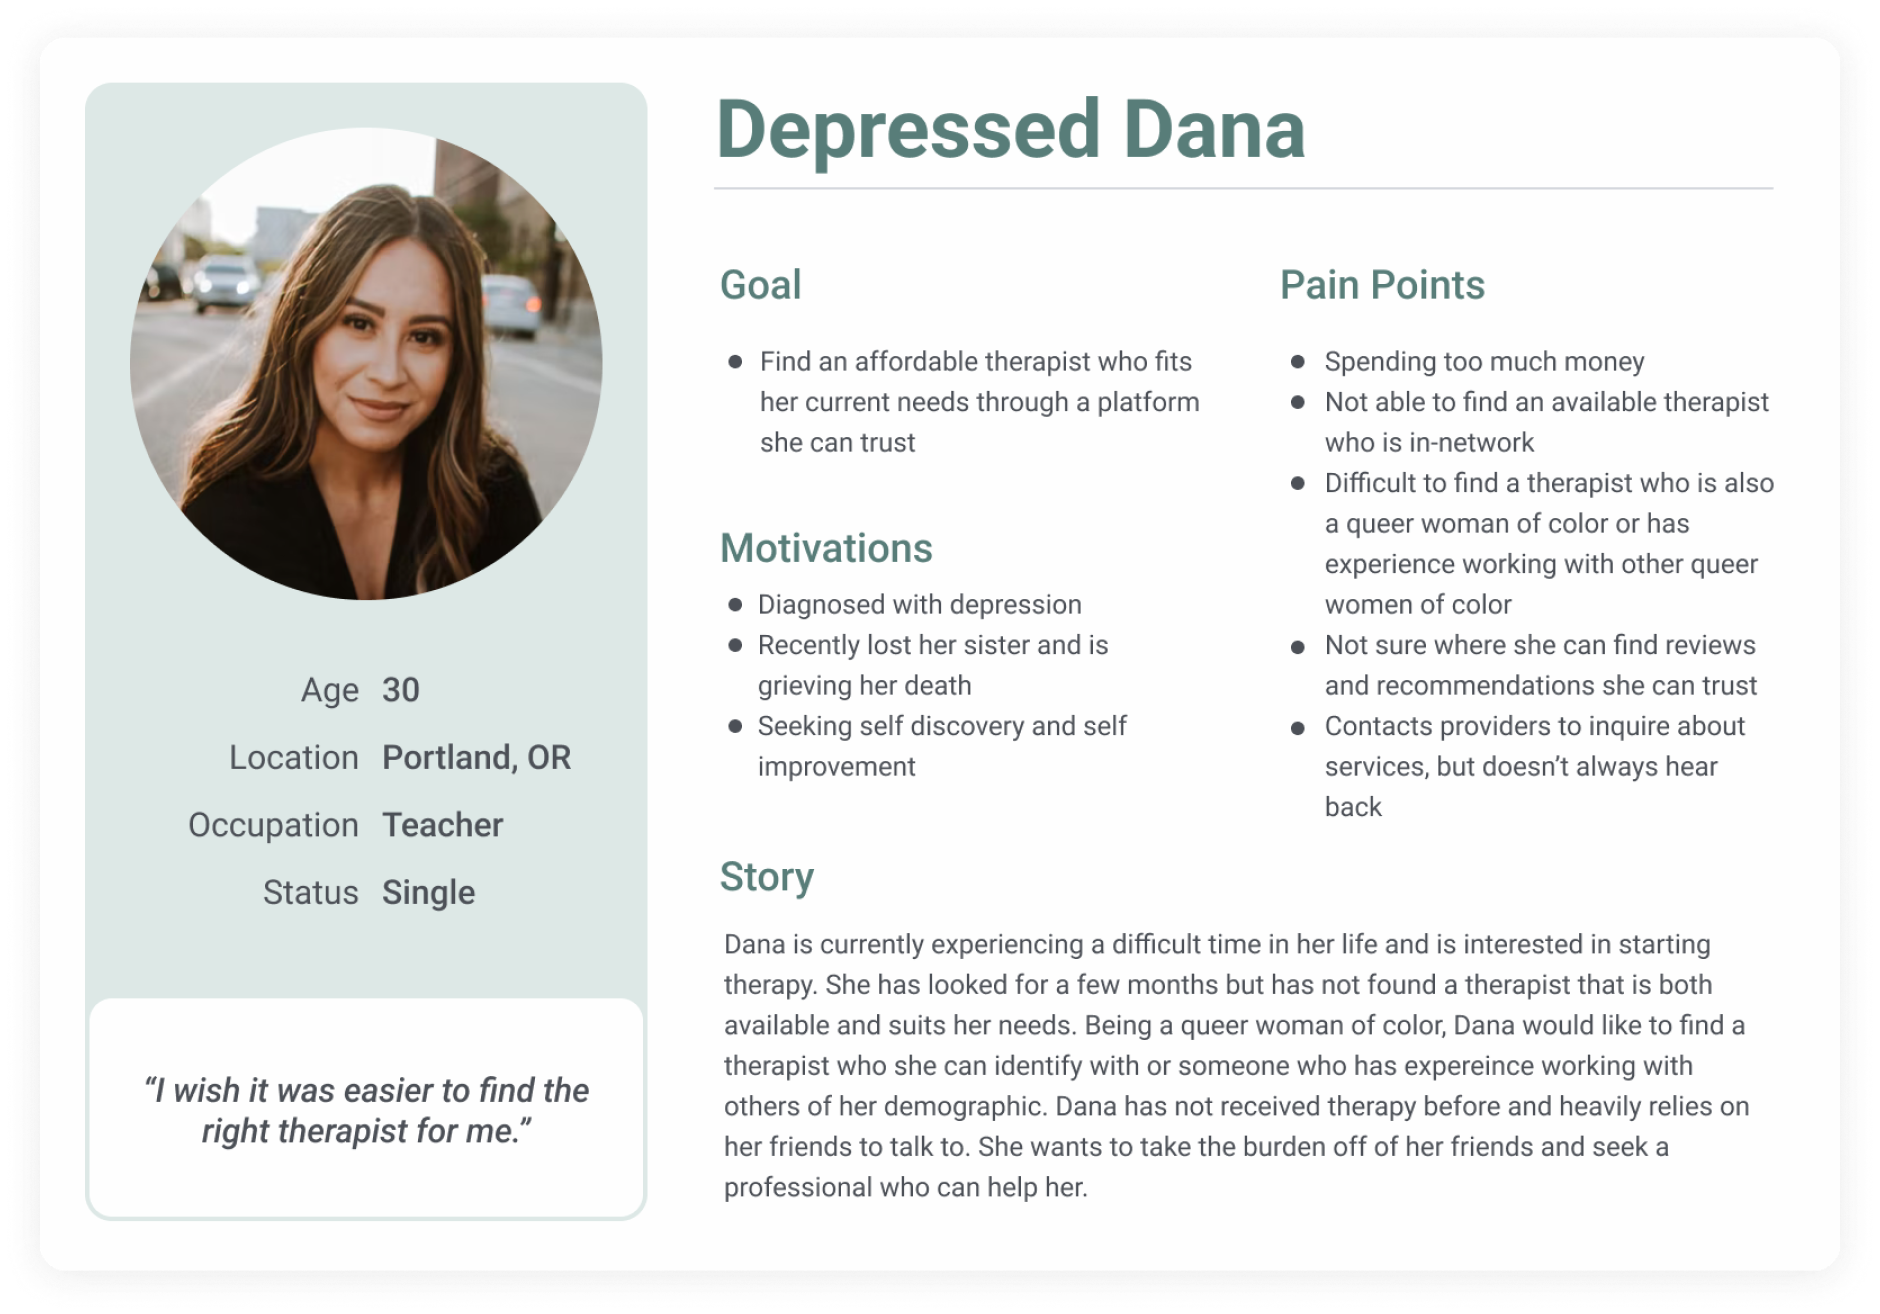 Depressed Dana
Age 30
Location Portland, OR
Occupation Teacher
Status Single
“I wish it was easier to find the
right therapist for me.”
Goal
● Find an affordable therapist who fits
her current needs through a platform
she can trust
Motivations
● Diagnosed with depression
● Recently lost her sister and is
grieving her death
● Seeking self discovery and self
improvement
Pain Points
● Spending too much money
● Not able to find an available therapist
who is in-network
● Difficult to find a therapist who is also
a queer woman of color or has
experience working with other queer
women of color
● Not sure where she can find reviews
and recommendations she can trust
● Contacts providers to inquire about
services, but doesn’t always hear
back
Story
Dana is currently experiencing a difficult time in her life and is interested in starting
therapy. She has looked for a few months but has not found a therapist that is both
available and suits her needs. Being a queer woman of color, Dana would like to find a
therapist who she can identify with or someone who has expereince working with
others of her demographic. Dana has not received therapy before and heavily relies on
her friends to talk to. She wants to take the burden off of her friends and seek a
professional who can help her.